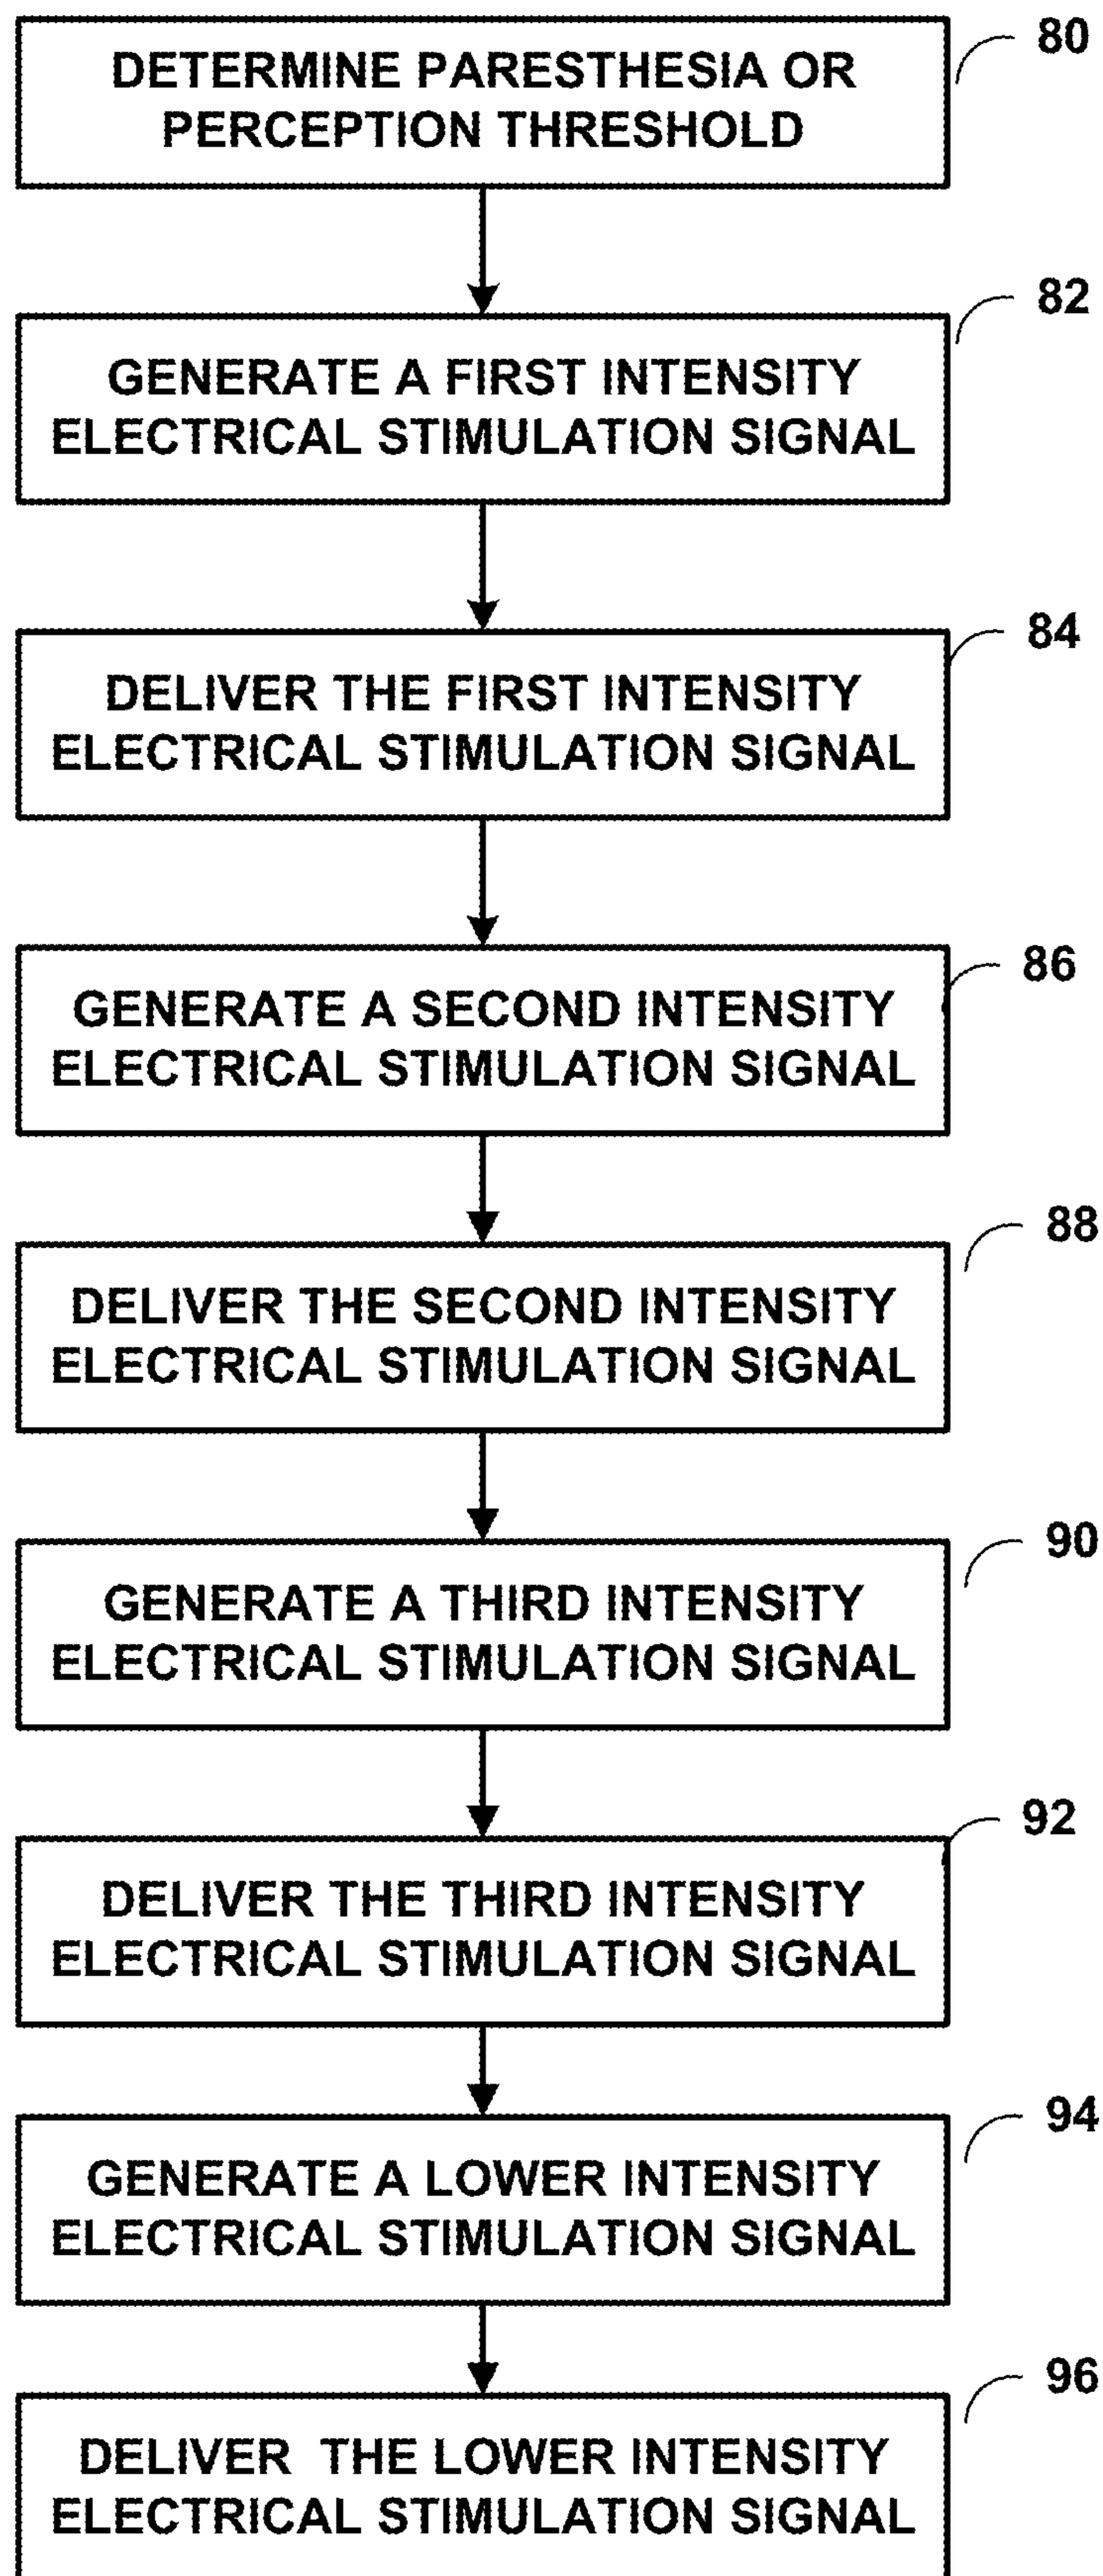 DETERMINE PARESTHESIA OR
PERCEPTION THRESHOLD
80
GENERATE A FIRST INTENSITY
ELECTRICAL STIMULATION SIGNAL
82
DELIVER THE FIRST INTENSITY
ELECTRICAL STIMULATION SIGNAL
84
GENERATE A SECOND INTENSITY
ELECTRICAL STIMULATION SIGNAL
86
DELIVER THE SECOND INTENSITY
ELECTRICAL STIMULATION SIGNAL
88
GENERATE A THIRD INTENSITY
ELECTRICAL STIMULATION SIGNAL
90
DELIVER THE THIRD INTENSITY
ELECTRICAL STIMULATION SIGNAL
92
GENERATE A LOWER INTENSITY
ELECTRICAL STIMULATION SIGNAL
94
DELIVER THE LOWER INTENSITY
ELECTRICAL STIMULATION SIGNAL
96